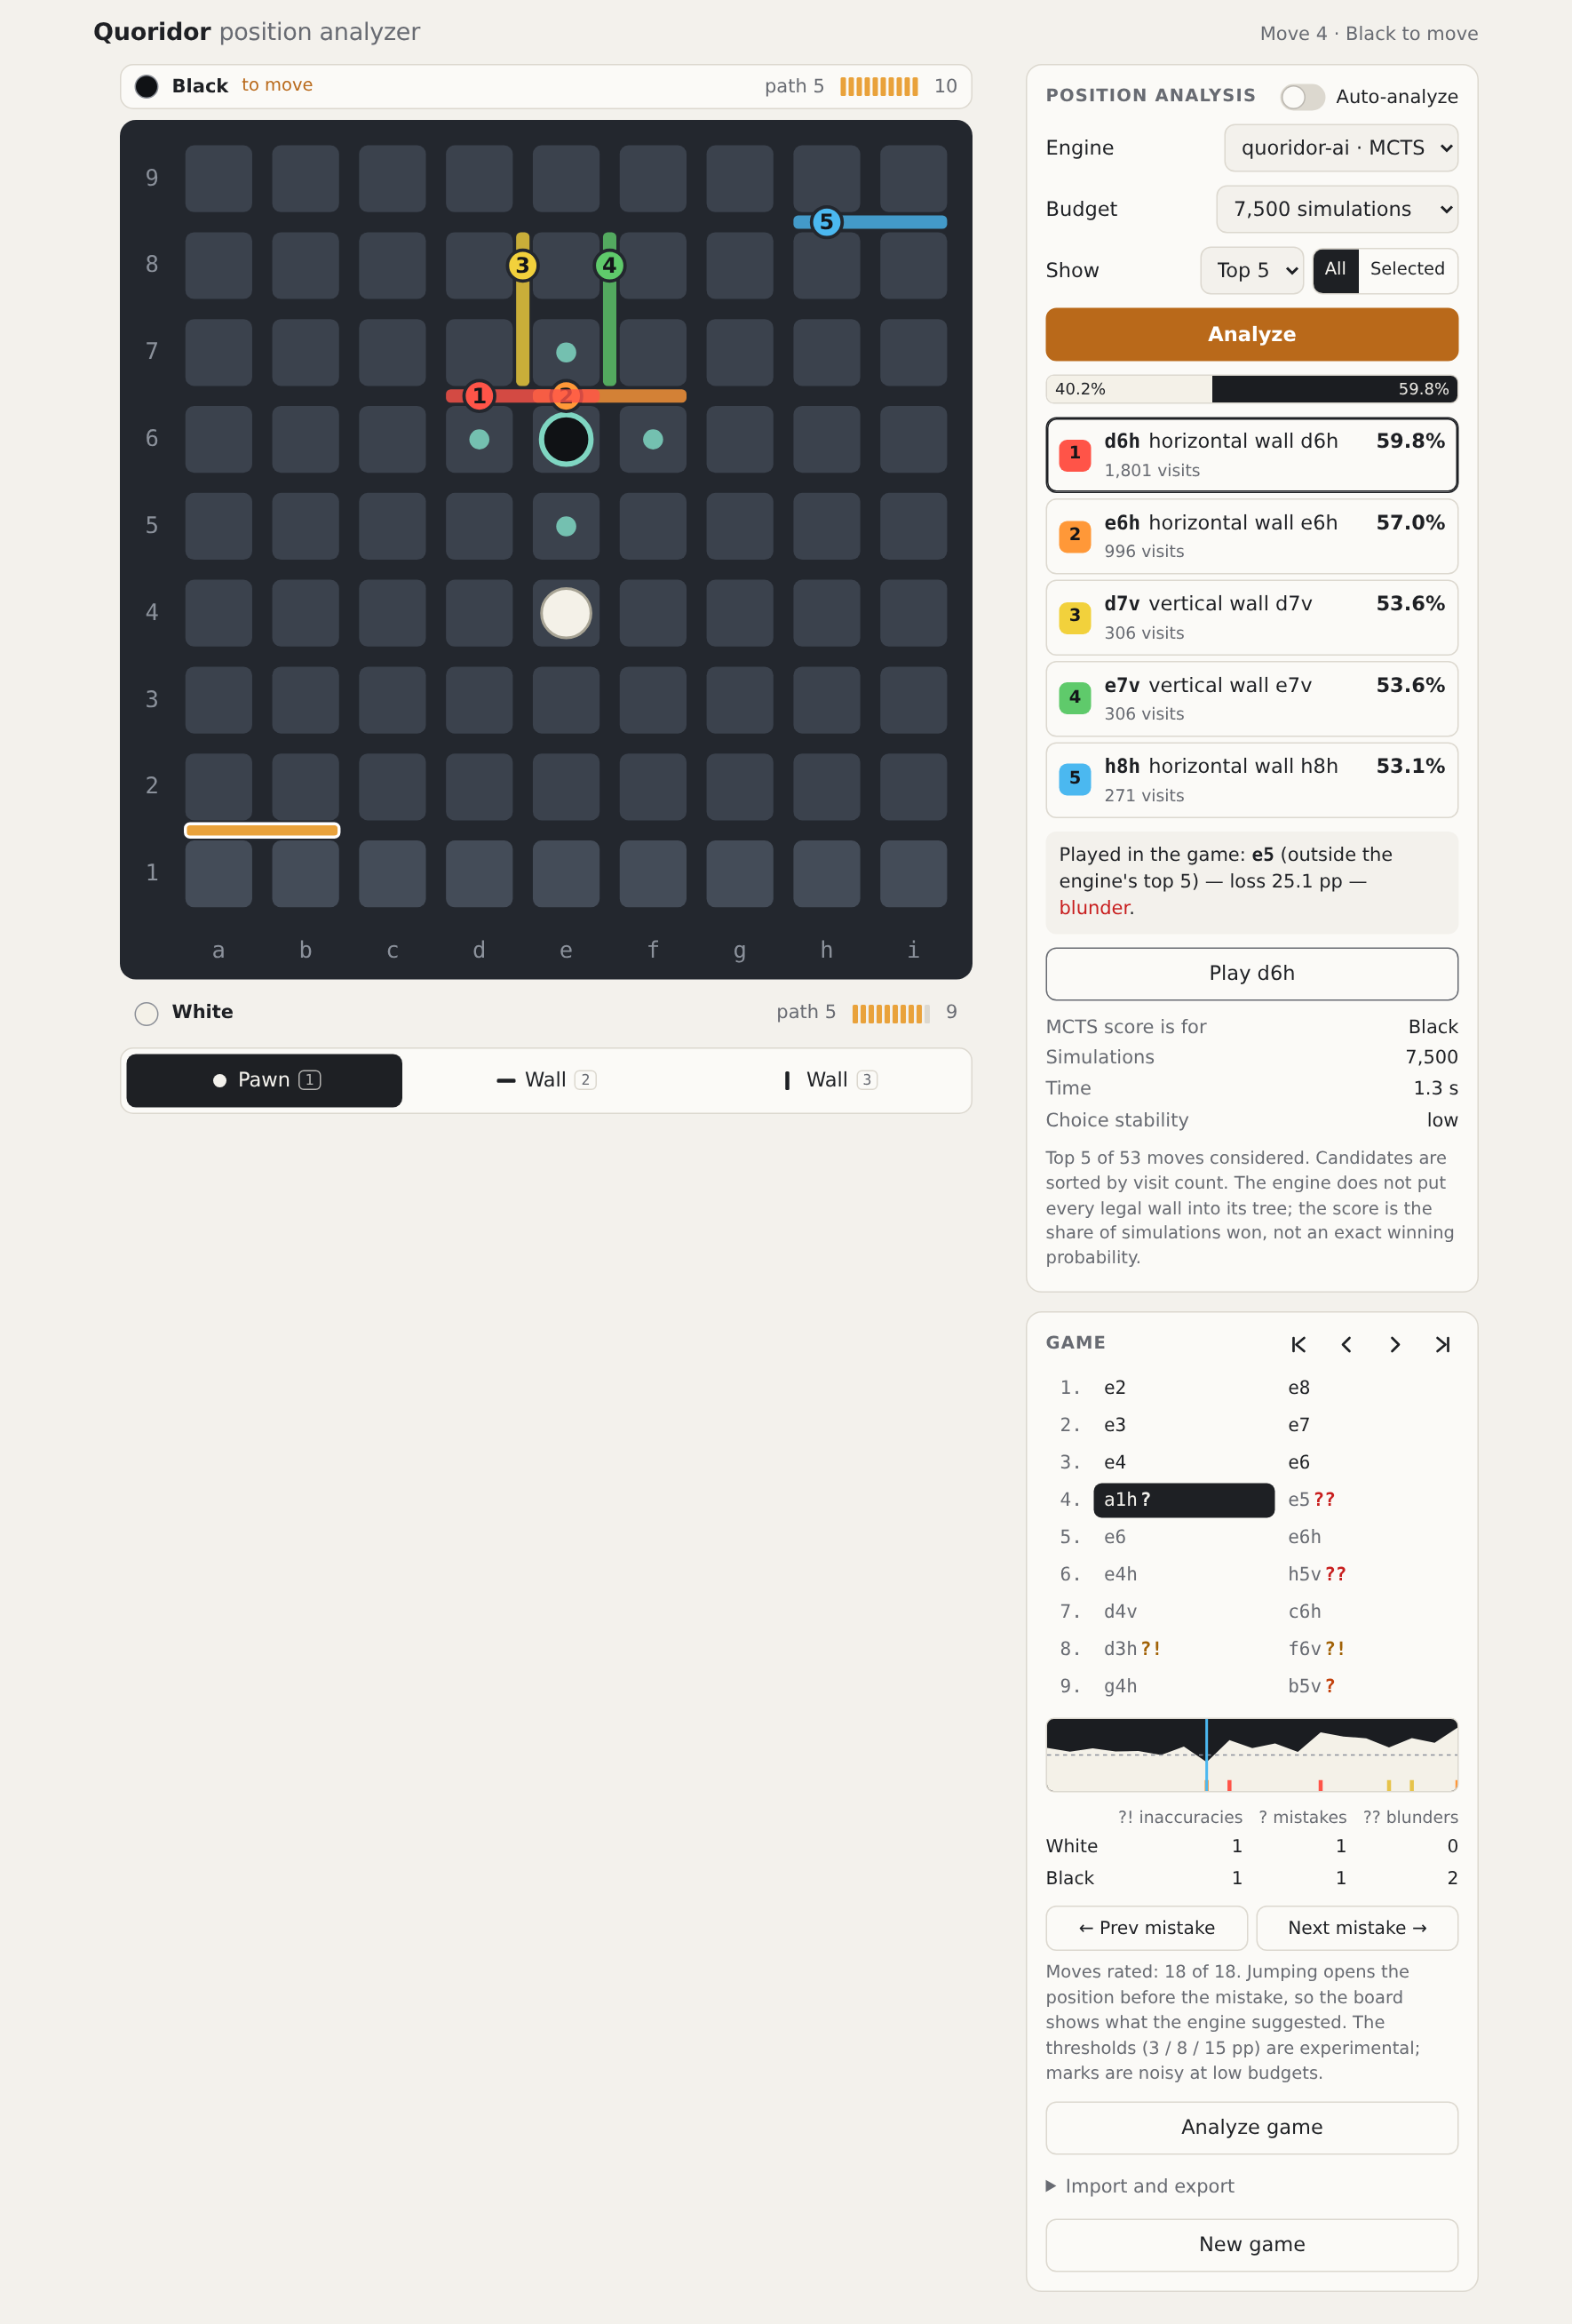 Quoridor position analyzer
Move 4 · Black to move
Black to move path 5 10
9
5
8
3 4
7
1 2
6
5
4
3
2
1
a b c d e f g h i
White path 5 9
Pawn 1 Wall 2 Wall 3
POSITION ANALYSIS Auto-analyze
Engine quoridor-ai · MCTS
Budget 7,500 simulations
Show Top 5 All Selected
Analyze
40.2% 59.8%
1 d6h horizontal wall d6h 59.8%
1,801 visits
2 e6h horizontal wall e6h 57.0%
996 visits
3 d7v vertical wall d7v 53.6%
306 visits
4 e7v vertical wall e7v 53.6%
306 visits
5 h8h horizontal wall h8h 53.1%
271 visits
Played in the game: e5 (outside the
engine's top 5) — loss 25.1 pp —
blunder.
Play d6h
MCTS score is for Black
Simulations 7,500
Time 1.3 s
Choice stability low
Top 5 of 53 moves considered. Candidates are
sorted by visit count. The engine does not put
every legal wall into its tree; the score is the
share of simulations won, not an exact winning
probability.
GAME
1. e2 e8
2. e3 e7
3. e4 e6
4. a1h? e5??
5. e6 e6h
6. e4h h5v??
7. d4v c6h
8. d3h?! f6v?!
9. g4h b5v?
?! inaccuracies ? mistakes ?? blunders
White 1 1 0
Black 1 1 2
← Prev mistake Next mistake →
Moves rated: 18 of 18. Jumping opens the
position before the mistake, so the board
shows what the engine suggested. The
thresholds (3 / 8 / 15 pp) are experimental;
marks are noisy at low budgets.
Analyze game
▶ Import and export
New game